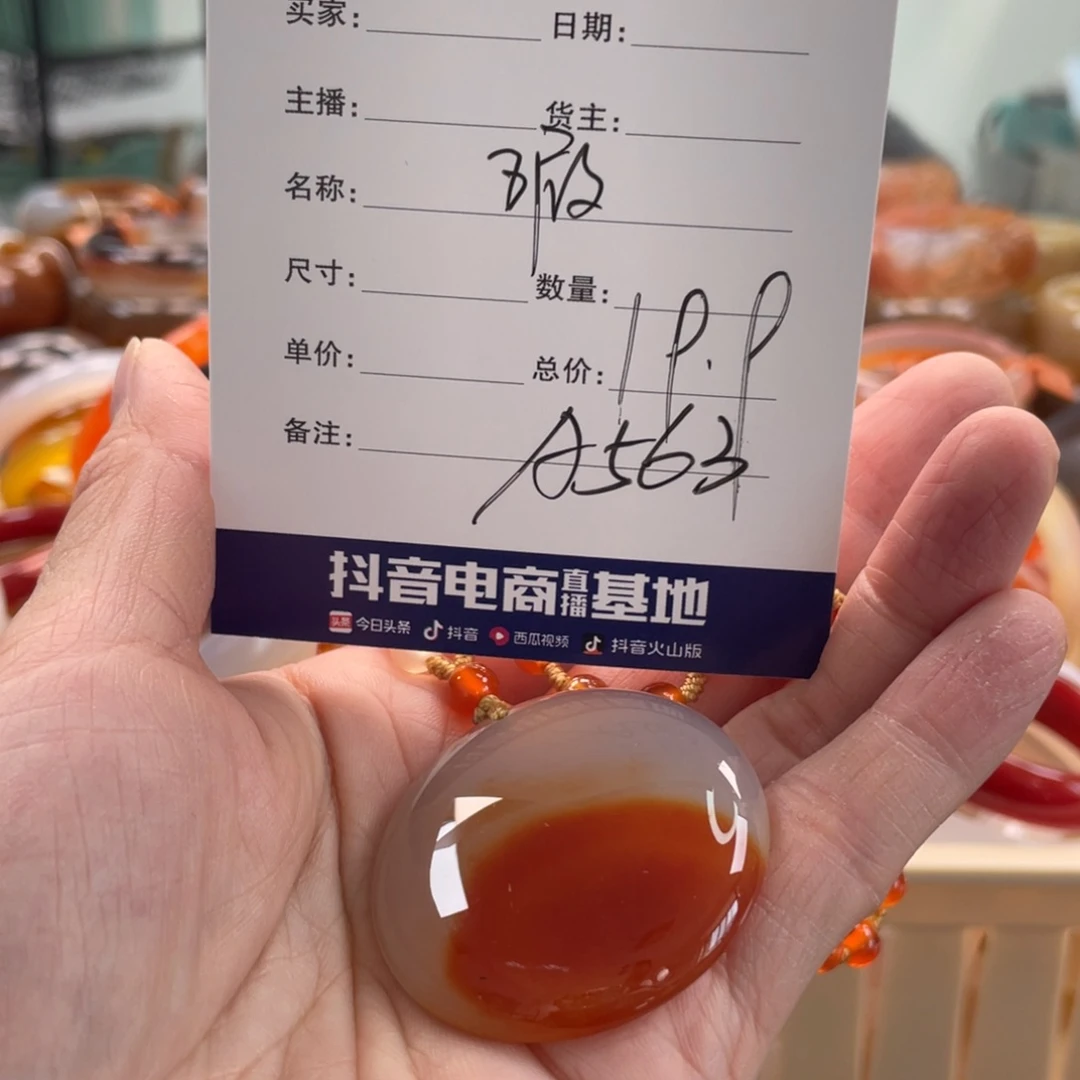 买家: 日期:
主播: 货主:
名称:
尺寸: 数量:
单价: 总价:
备注: A563
抖音电商直播基地
头条 今日头条 抖音 西瓜视频 抖音火山版